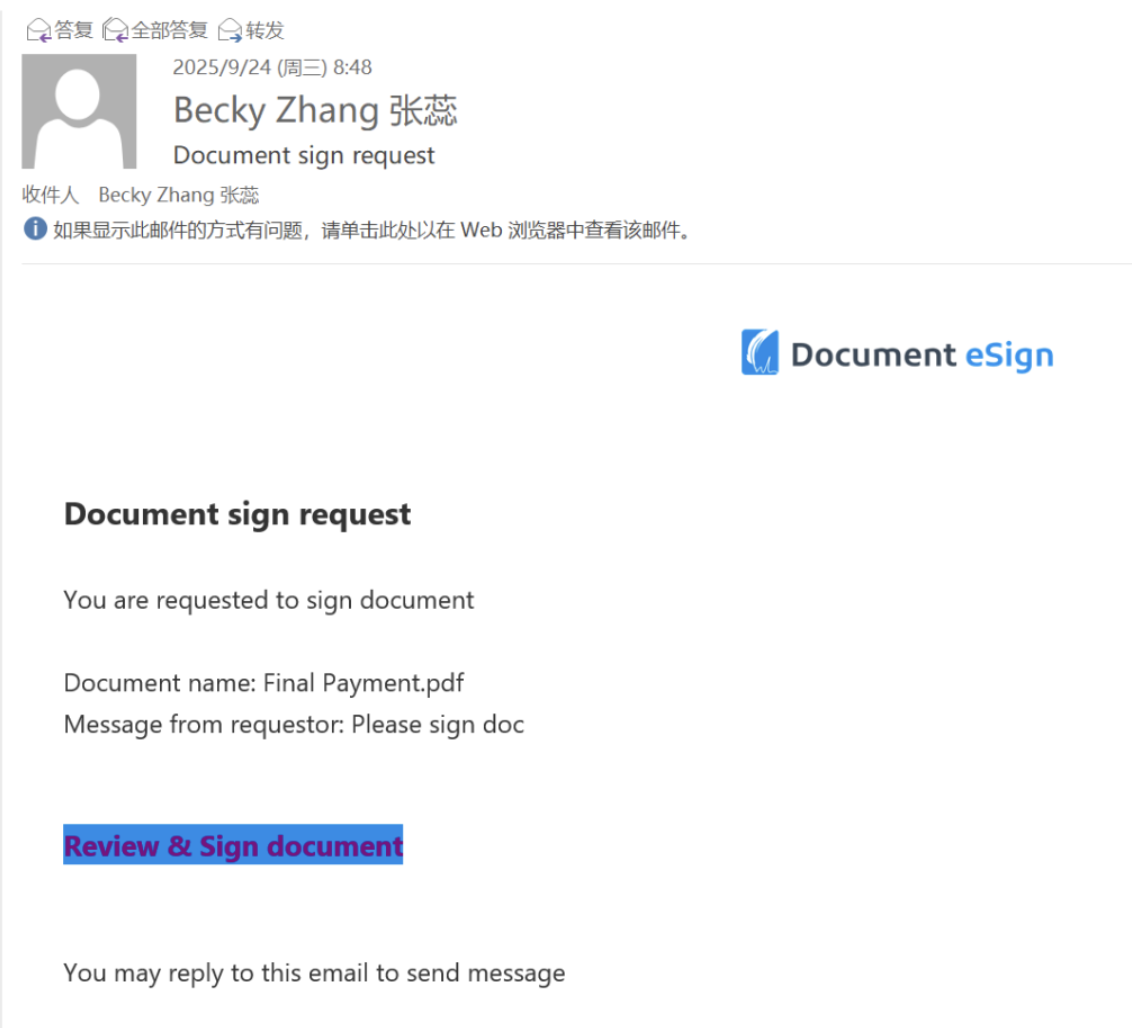 答复 全部答复 转发
2025/9/24 (周三) 8:48
Becky Zhang 张蕊
Document sign request
收件人 Becky Zhang 张蕊
如果显示此邮件的方式有问题，请单击此处以在 Web 浏览器中查看该邮件。
Document eSign
Document sign request
You are requested to sign document
Document name: Final Payment.pdf
Message from requestor: Please sign doc
Review & Sign document
You may reply to this email to send message